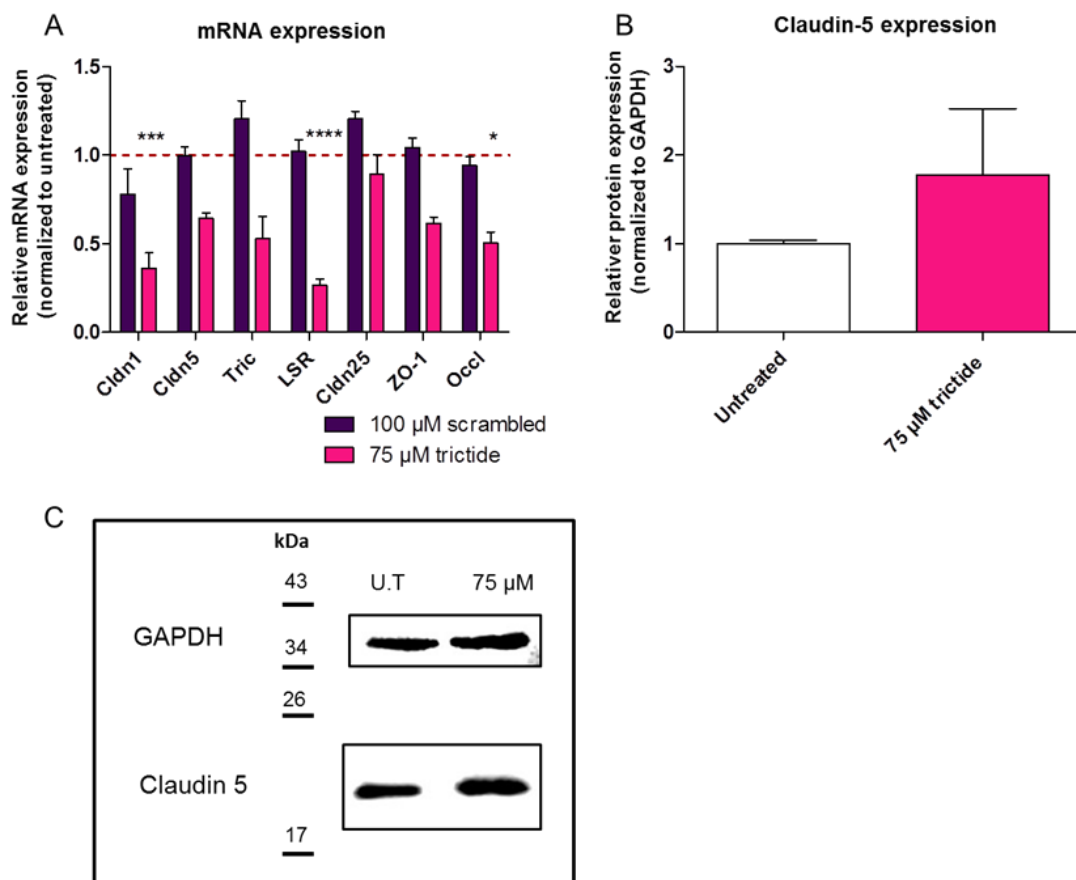 A
mRNA expression
Relative mRNA expression
(normalized to untreated)
1.5
1.0
0.5
0.0
***
****
*
Cldn1
Cldn5
Tric
LSR
Cldn25
ZO-1
Occl
100 µM scrambled
75 µM trictide
B
Claudin-5 expression
Relativer protein expression
(normalized to GAPDH)
3
2
1
0
Untreated
75 µM trictide
C
kDa
U.T 75 µM
43
GAPDH
34
26
Claudin 5
17